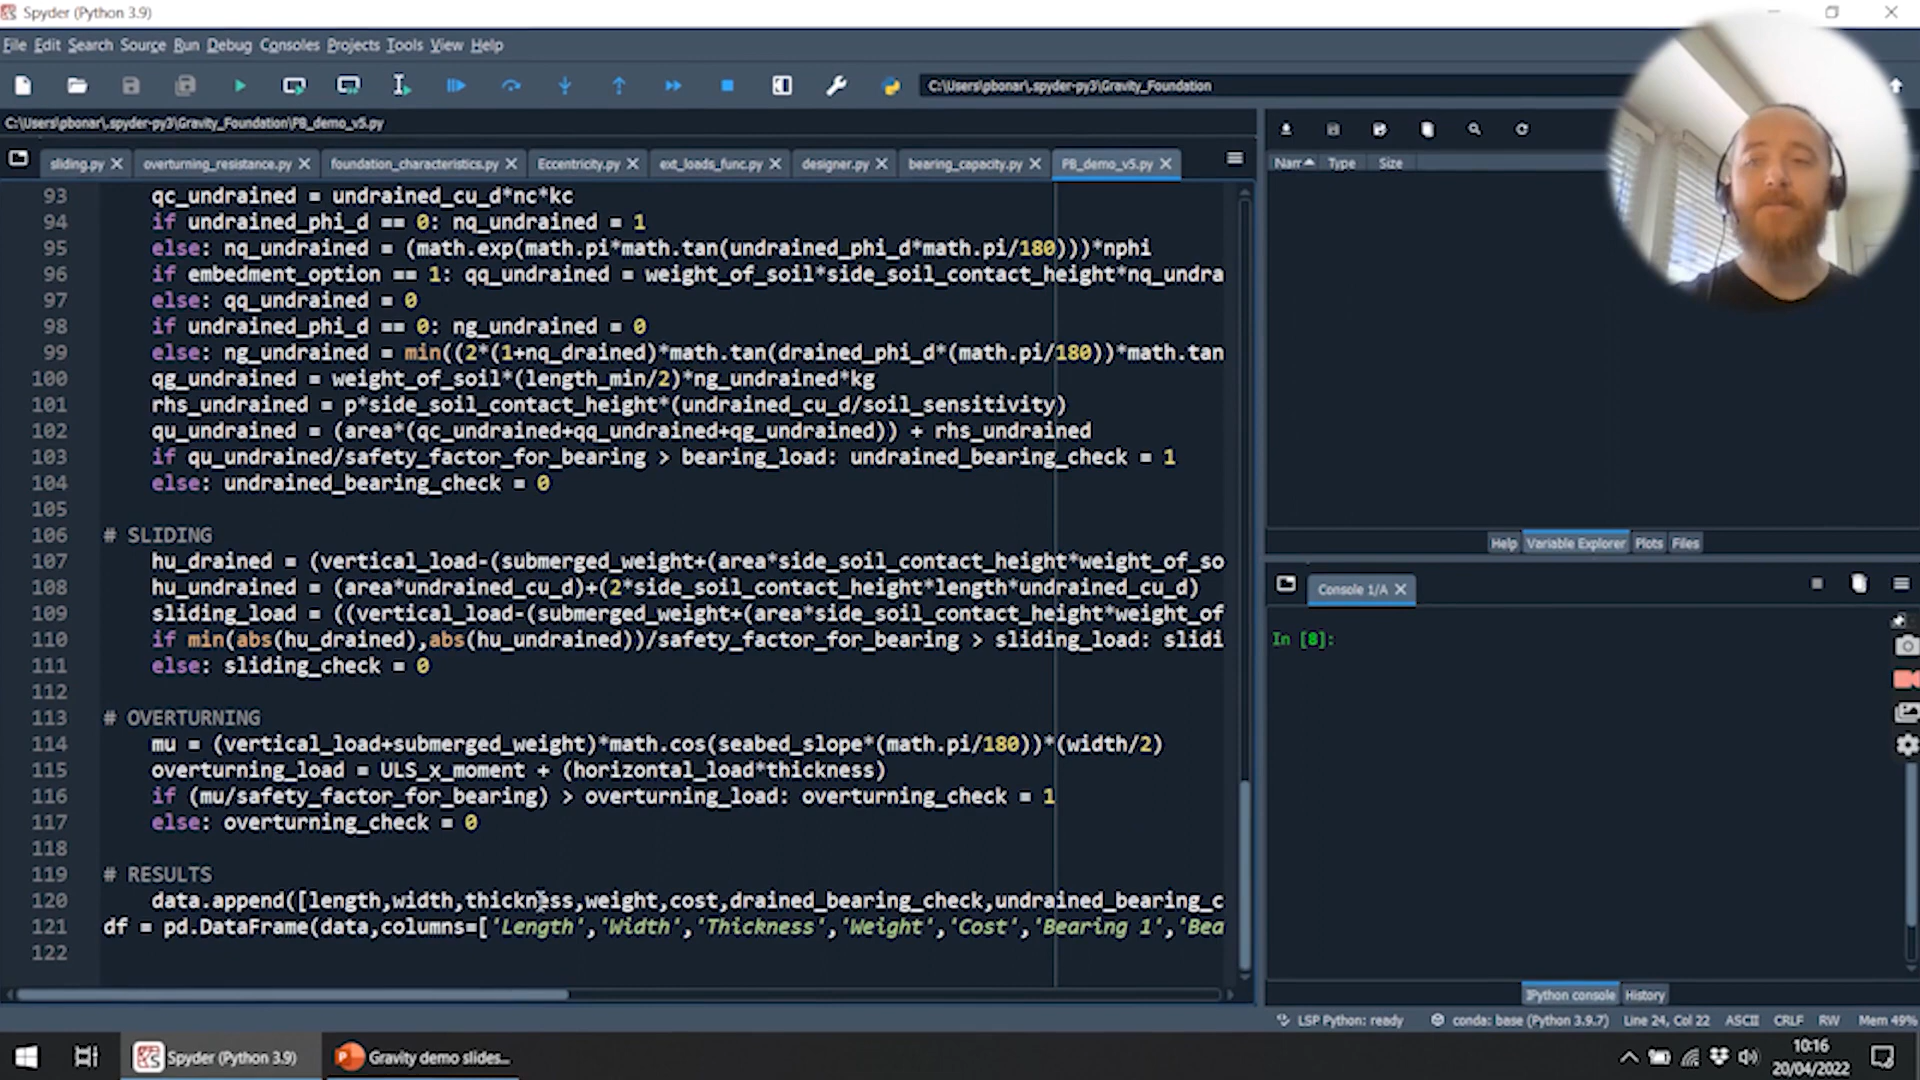 Spyder (Python 3.9)
File Edit Search Source Run Debug Consoles Projects Tools View Help
C:\Users\pbonar\.spyder-py3\Gravity_Foundation
C:\Users\pbonar\.spyder-py3\Gravity_Foundation\PB_demo_v5.py
sliding.py overturning_resistance.py foundation_characteristics.py Eccentricity.py ext_loads_func.py designer.py bearing_capacity.py PB_demo_v5.py
93 qc_undrained = undrained_cu_d*nc*kc
94 if undrained_phi_d == 0: nq_undrained = 1
95 else: nq_undrained = (math.exp(math.pi*math.tan(undrained_phi_d*math.pi/180)))*nphi
96 if embedment_option == 1: qq_undrained = weight_of_soil*side_soil_contact_height*nq_undra
97 else: qq_undrained = 0
98 if undrained_phi_d == 0: ng_undrained = 0
99 else: ng_undrained = min((2*(1+nq_drained)*math.tan(drained_phi_d*(math.pi/180))*math.tan
100 qg_undrained = weight_of_soil*(length_min/2)*ng_undrained*kg
101 rhs_undrained = p*side_soil_contact_height*(undrained_cu_d/soil_sensitivity)
102 qu_undrained = (area*(qc_undrained+qq_undrained+qg_undrained)) + rhs_undrained
103 if qu_undrained/safety_factor_for_bearing > bearing_load: undrained_bearing_check = 1
104 else: undrained_bearing_check = 0
105
106 # SLIDING
107 hu_drained = (vertical_load-(submerged_weight+(area*side_soil_contact_height*weight_of_so
108 hu_undrained = (area*undrained_cu_d)+(2*side_soil_contact_height*length*undrained_cu_d)
109 sliding_load = ((vertical_load-(submerged_weight+(area*side_soil_contact_height*weight_of
110 if min(abs(hu_drained),abs(hu_undrained))/safety_factor_for_bearing > sliding_load: slidi
111 else: sliding_check = 0
112
113 # OVERTURNING
114 mu = (vertical_load+submerged_weight)*math.cos(seabed_slope*(math.pi/180))*(width/2)
115 overturning_load = ULS_x_moment + (horizontal_load*thickness)
116 if (mu/safety_factor_for_bearing) > overturning_load: overturning_check = 1
117 else: overturning_check = 0
118
119 # RESULTS
120 data.append([length,width,thickness,weight,cost,drained_bearing_check,undrained_bearing_c
121 df = pd.DataFrame(data,columns=['Length','Width','Thickness','Weight','Cost','Bearing 1','Bea
122
Nam Type Size
Help Variable Explorer Plots Files
Console 1/A
In [8]:
IPython console History
LSP Python: ready conda: base (Python 3.9.7) Line 24, Col 22 ASCII CRLF RW Mem 49%
Spyder (Python 3.9) Gravity demo slides...
10:16
20/04/2022